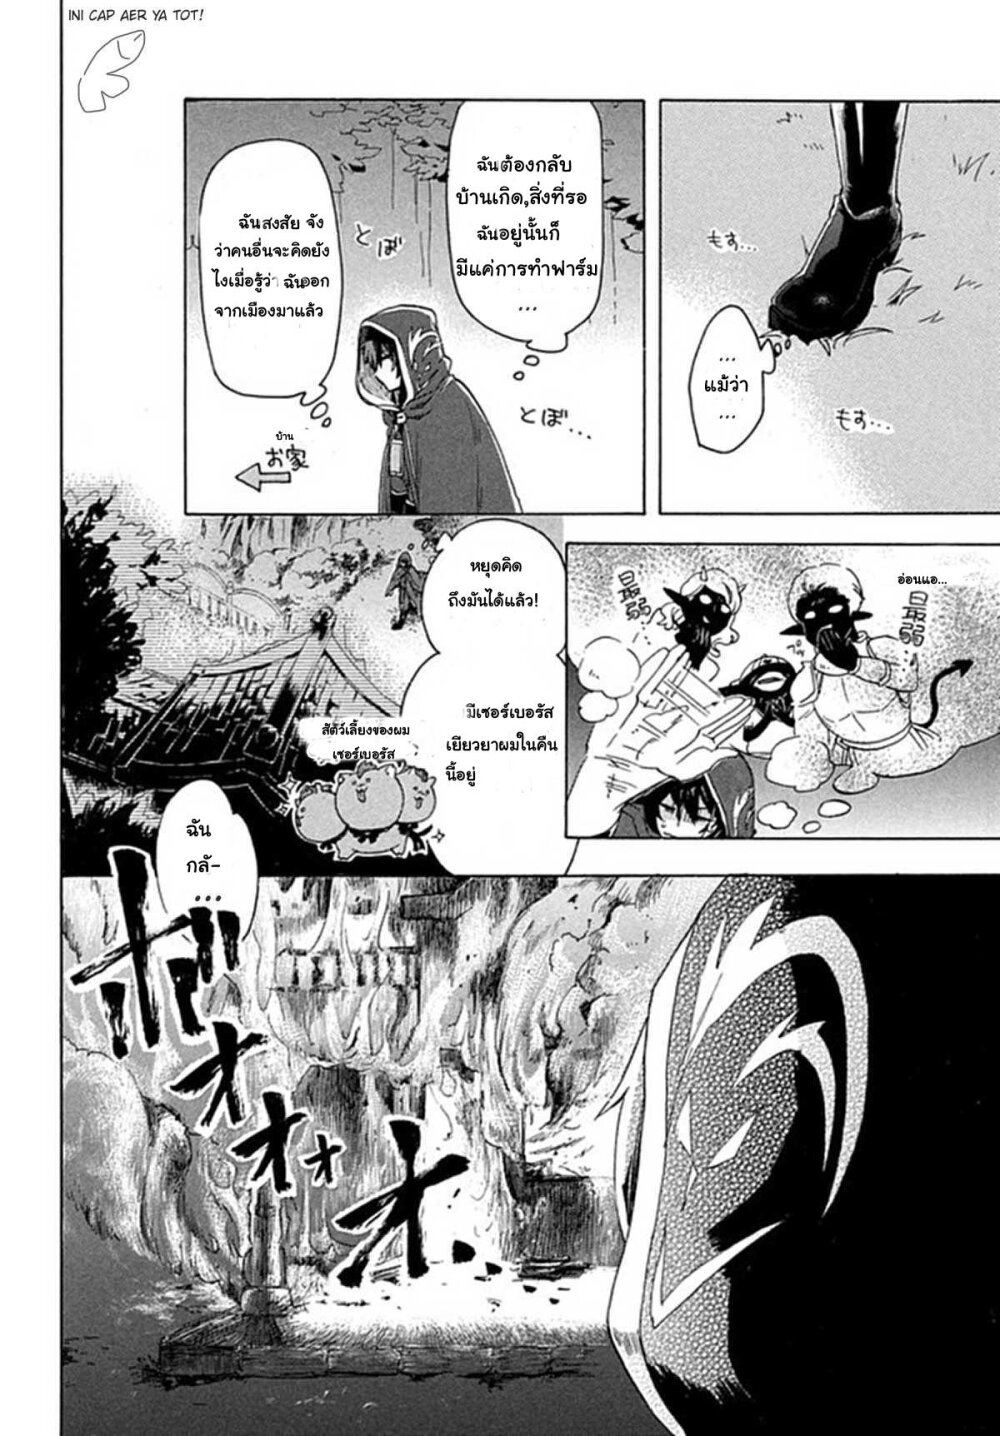 INI CAP AER YA TOT!
もす...
...
แม้ว่า
...
もす...
ฉันต้องกลับ
บ้านเกิด,สิ่งที่รอ
ฉันอยู่นั้นก็
มีแค่การทำฟาร์ม
...
とぼ
ฉันสงสัย จัง
ว่าคนอื่นจะคิดยัง
ไงเมื่อรู้ว่า ฉันออก
จากเมืองมาแล้ว
とぼ...
บ้าน
お家
อ่อนแอ...
最弱...
最弱...
หยุดคิด
ถึงมันได้แล้ว!
มีเซอร์เบอรัส
เยียวยาผมในคืน
นี้อยู่
สัตว์เลี้ยงของผม
เซอร์เบอรัส
ฉัน
กลั-
...
ゴオオオオ...